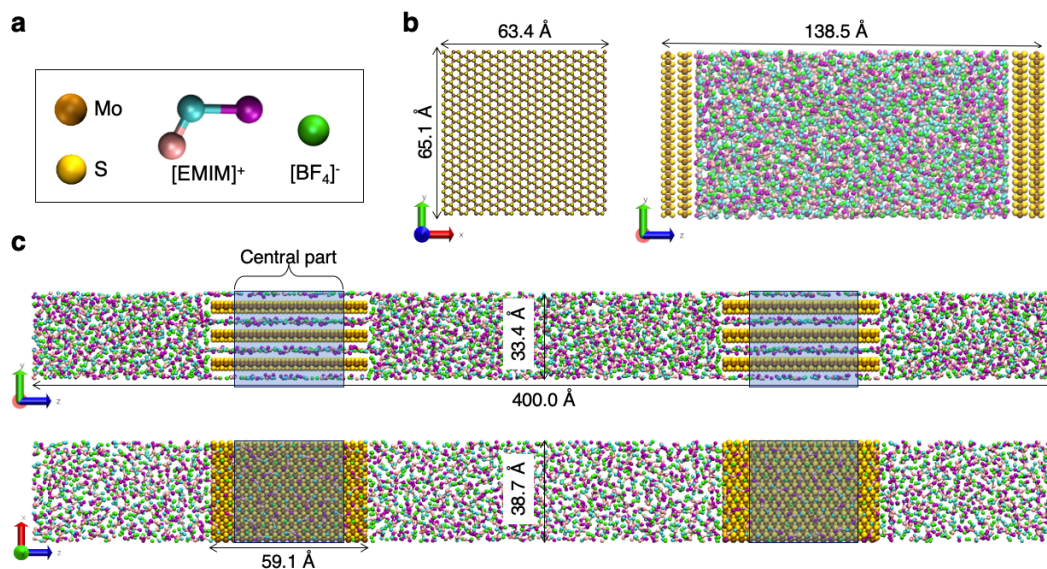 a
Mo
S
[EMIM]⁺
[BF₄]⁻
b
63.4 Å
65.1 Å
y
x
138.5 Å
y
z
c
Central part
33.4 Å
y
z
400.0 Å
38.7 Å
x
z
59.1 Å